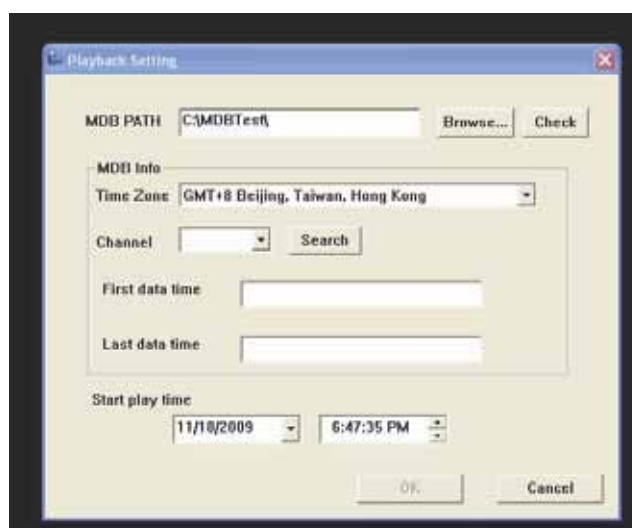 Playback Setting
MDB PATH C:\MDBTest\ Browse... Check
MDB Info
Time Zone GMT+8 Beijing, Taiwan, Hong Kong
Channel Search
First data time
Last data time
Start play time
11/18/2009 6:47:35 PM
OK Cancel